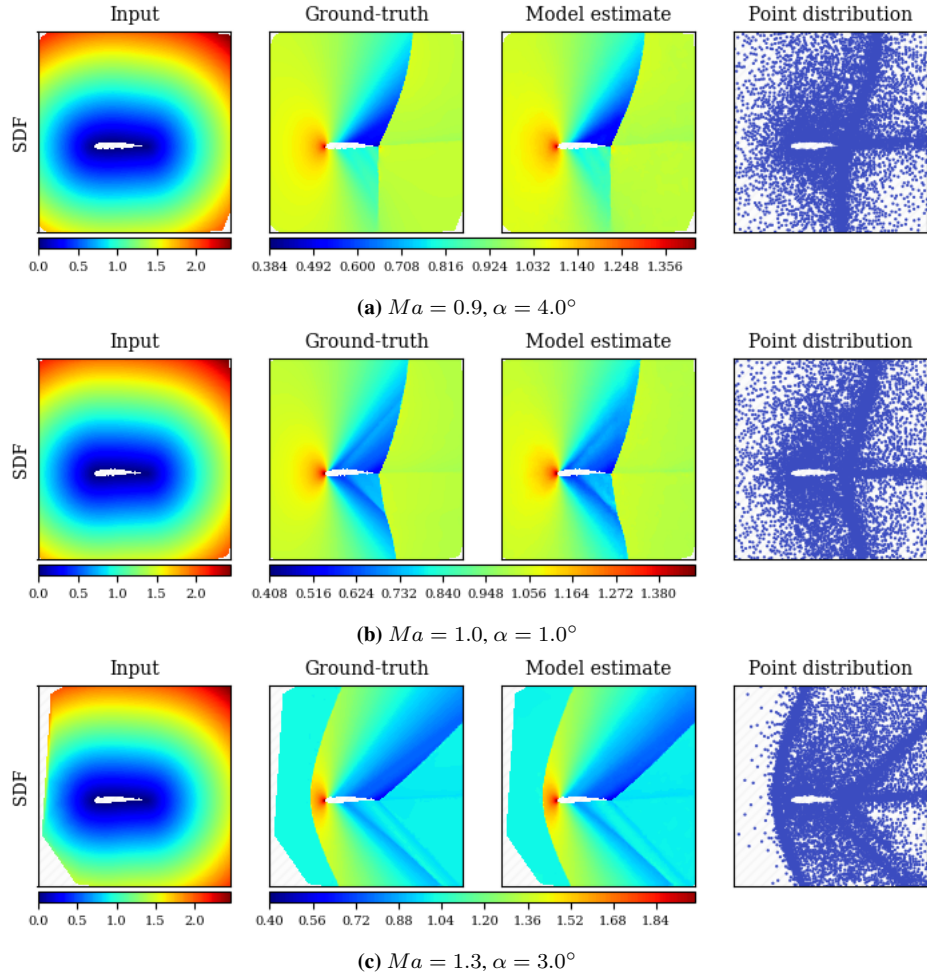 Input Ground-truth Model estimate Point distribution
SDF
0.0 0.5 1.0 1.5 2.0 0.384 0.492 0.600 0.708 0.816 0.924 1.032 1.140 1.248 1.356
(a) Ma = 0.9, α = 4.0°
Input Ground-truth Model estimate Point distribution
SDF
0.0 0.5 1.0 1.5 2.0 0.408 0.516 0.624 0.732 0.840 0.948 1.056 1.164 1.272 1.380
(b) Ma = 1.0, α = 1.0°
Input Ground-truth Model estimate Point distribution
SDF
0.0 0.5 1.0 1.5 2.0 0.40 0.56 0.72 0.88 1.04 1.20 1.36 1.52 1.68 1.84
(c) Ma = 1.3, α = 3.0°